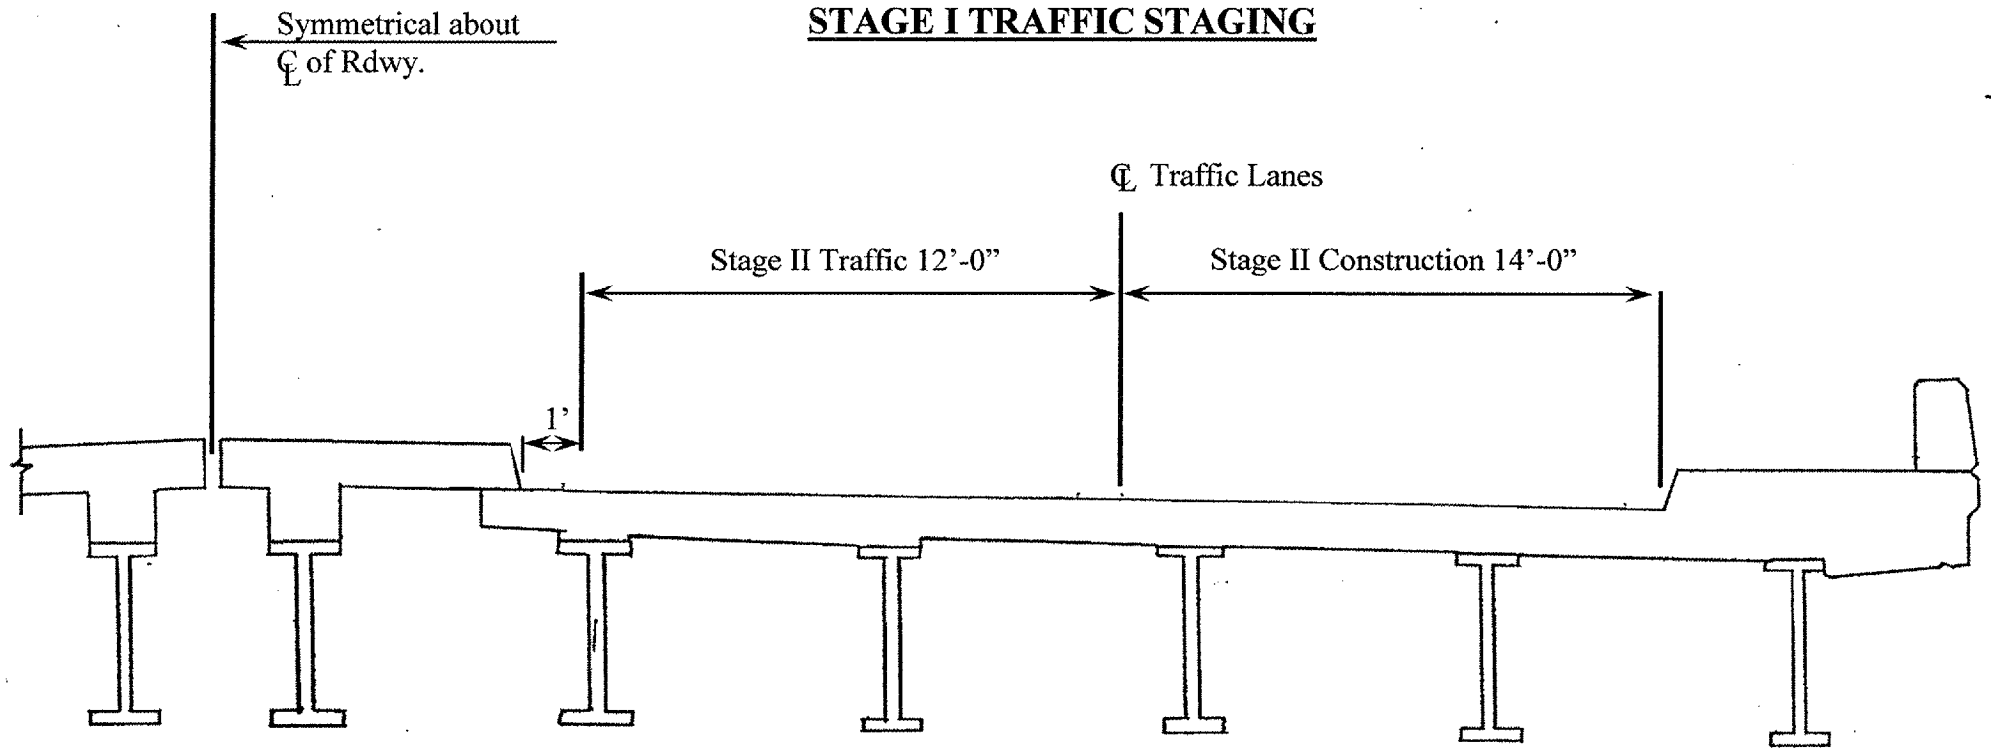 STAGE I TRAFFIC STAGING
Symmetrical about
℄ of Rdwy.
℄ Traffic Lanes
Stage II Traffic 12’-0”
Stage II Construction 14’-0”
1’